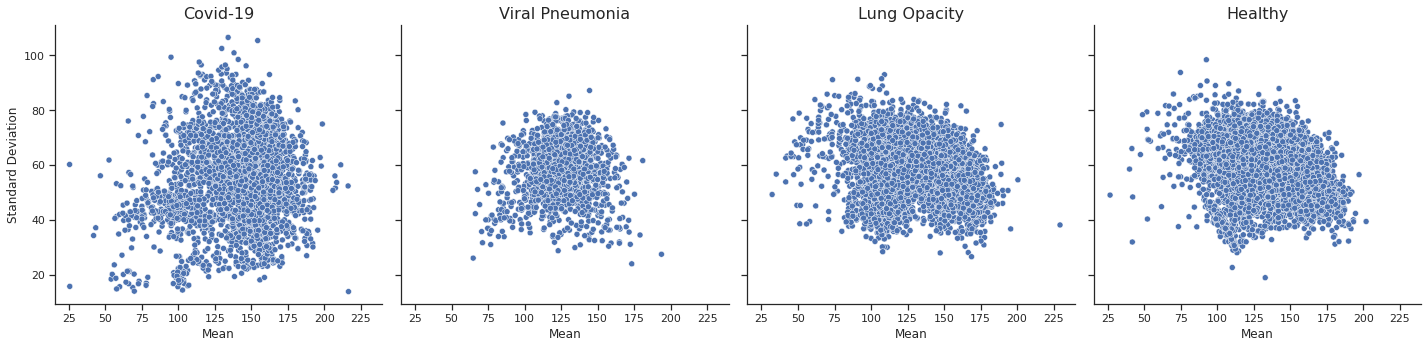 Covid-19
Viral Pneumonia
Lung Opacity
Healthy
Standard Deviation
100
80
60
40
20
25 50 75 100 125 150 175 200 225
25 50 75 100 125 150 175 200 225
25 50 75 100 125 150 175 200 225
25 50 75 100 125 150 175 200 225
Mean
Mean
Mean
Mean